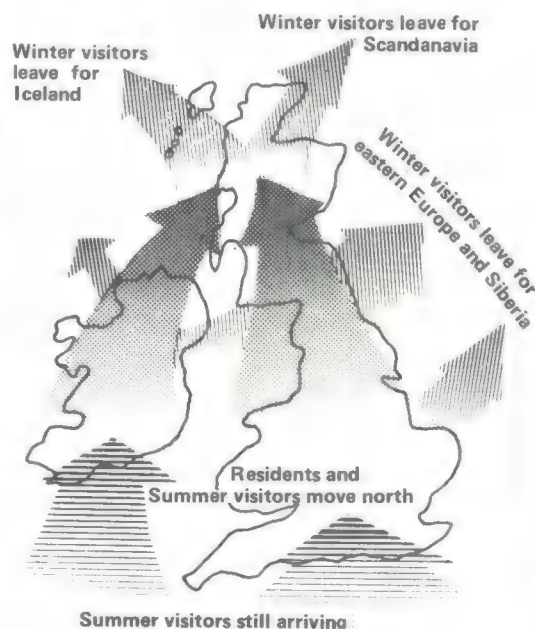 Winter visitors leave for
Scandanavia
Winter visitors
leave for
Iceland
Winter visitors leave for
eastern Europe and Siberia
Residents and
Summer visitors move north
Summer visitors still arriving